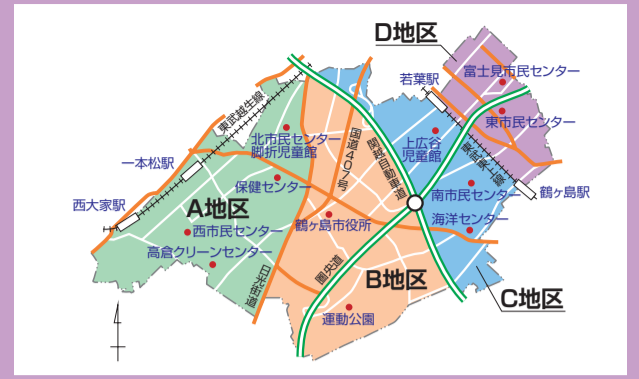 D地区
富士見市民センター
若葉駅
東武越生線
東市民センター
北市民センター
脚折児童館
国道407号
関越自動車道
上広谷
児童館
東武東上線
一本松駅
保健センター
南市民センター
鶴ヶ島駅
西大家駅
A地区
鶴ヶ島市役所
海洋センター
西市民センター
高倉クリーンセンター
日光街道
圏央道
B地区
C地区
運動公園